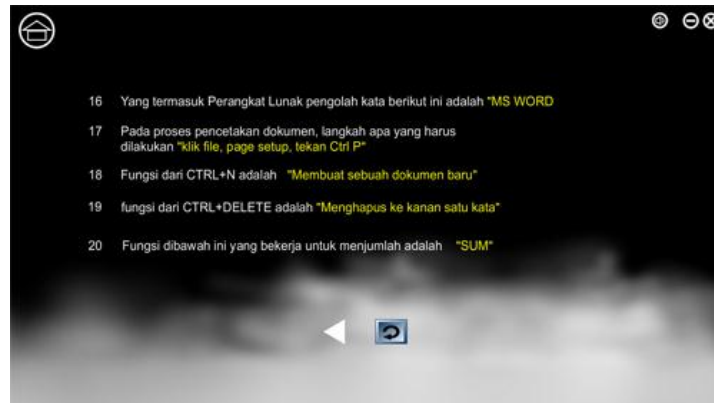 16 Yang termasuk Perangkat Lunak pengolah kata berikut ini adalah "MS WORD
17 Pada proses pencetakan dokumen, langkah apa yang harus
dilakukan "klik file, page setup, tekan Ctrl P"
18 Fungsi dari CTRL+N adalah "Membuat sebuah dokumen baru"
19 fungsi dari CTRL+DELETE adalah "Menghapus ke kanan satu kata"
20 Fungsi dibawah ini yang bekerja untuk menjumlah adalah "SUM"